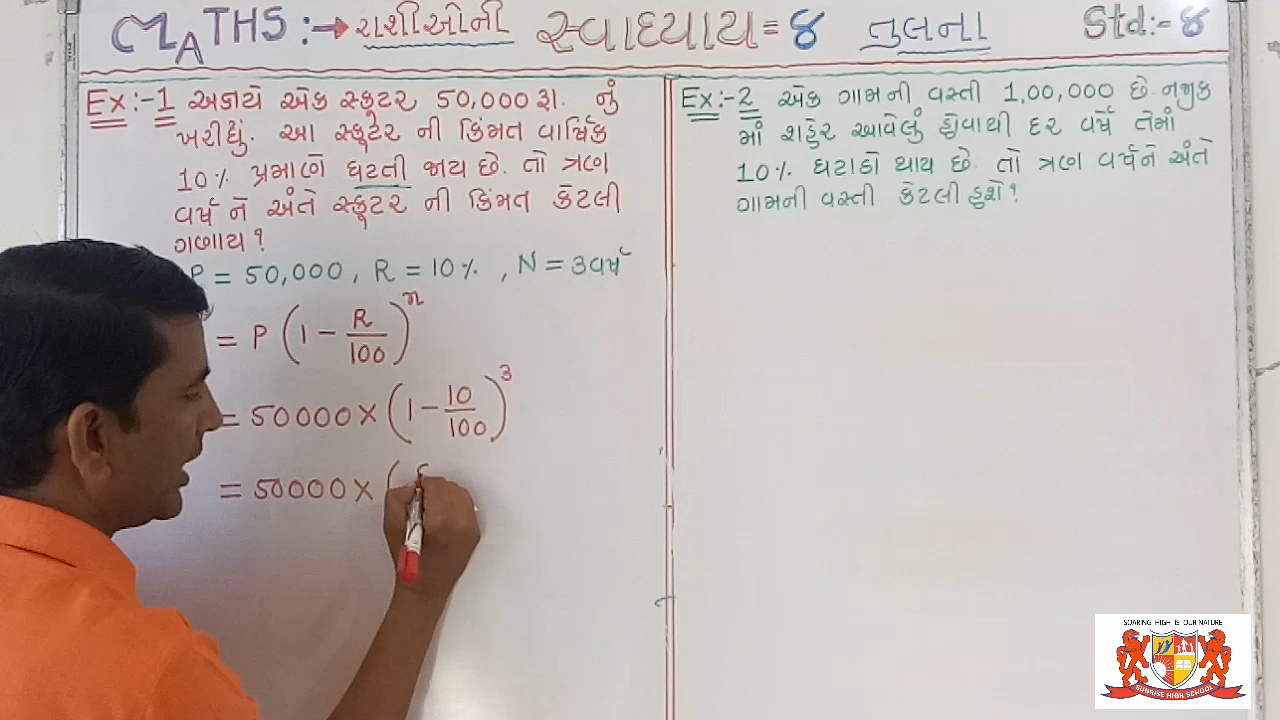 MATHS :→ રાશીઓની સ્વાધ્યાય = ૪ તુલના Std:- ૪
Ex:-1 અજાયે એક સ્કૂટર 50,000 રૂા. નું
ખરીધ્યું. આ સ્કૂટર ની કિંમત વાર્ષિક
10% પ્રમાણે ઘટતી જાય છે. તો ત્રણ
વર્ષ ને અંતે સ્કૂટર ની કિંમત કેટલી
ગણાય ?
P = 50,000, R = 10% , N = 3વર્ષ
= P (1 - R/100)^n
= 50000 × (1 - 10/100)^3
= 50000 × (
Ex:-2 એક ગામની વસ્તી 1,00,000 છે. નજીક
માં શહેર આવેલું હોવાથી દર વર્ષે તેમાં
10% ઘટાડો થાય છે. તો ત્રણ વર્ષને અંતે
ગામની વસ્તી કેટલી હશે ?
SOARING HIGH IS OUR NATURE
SUNRISE HIGH SCHOOL